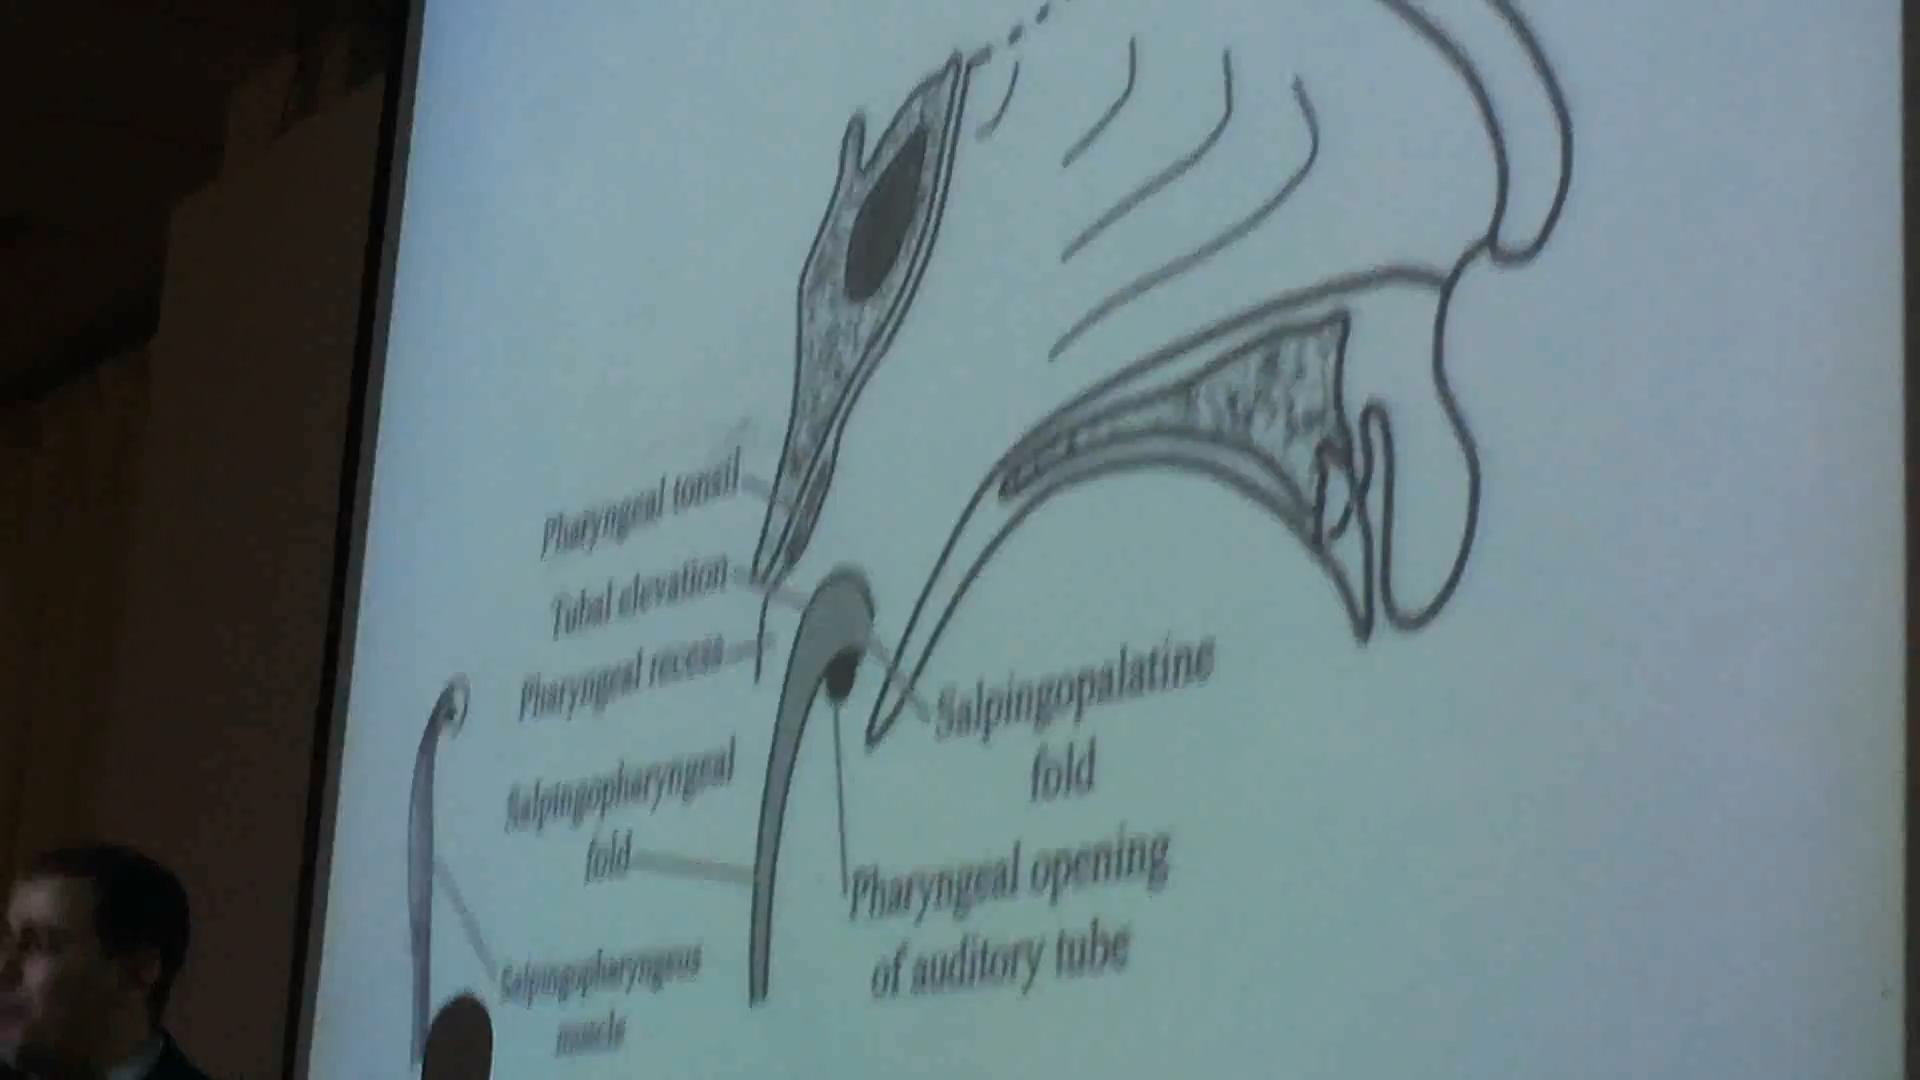 Pharyngeal tonsil
Tubal elevation
Pharyngeal recess
Salpingopharyngeal
fold
Salpingopharyngeus
muscle
Salpingopalatine
fold
Pharyngeal opening
of auditory tube